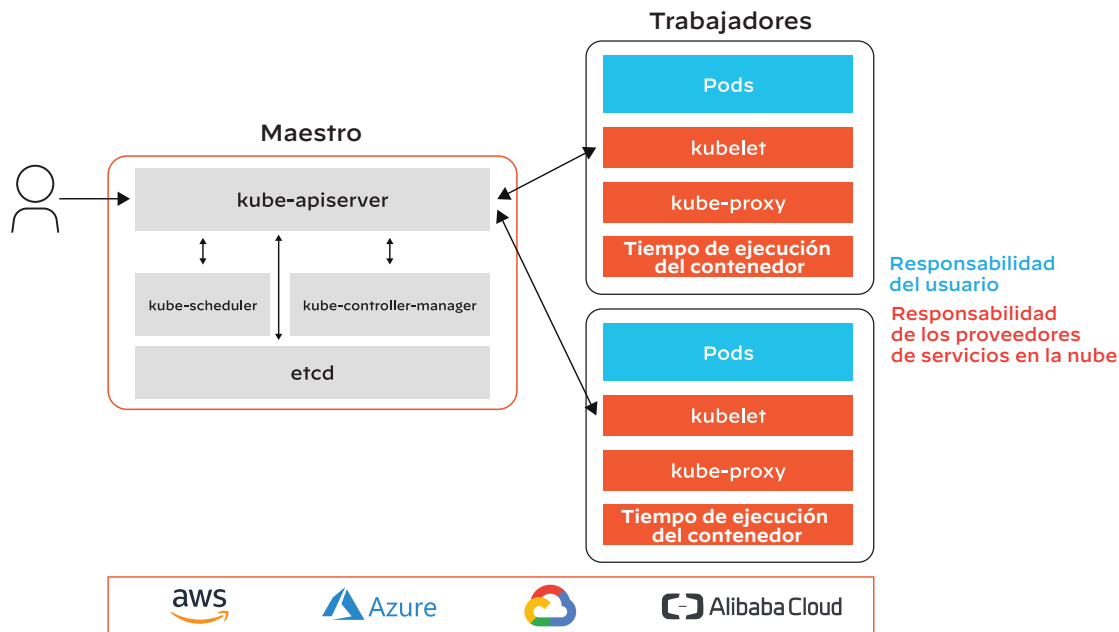 Trabajadores
Maestro
kube-apiserver
kube-scheduler
kube-controller-manager
etcd
Pods
kubelet
kube-proxy
Tiempo de ejecución
del contenedor
Pods
kubelet
kube-proxy
Tiempo de ejecución
del contenedor
Responsabilidad
del usuario
Responsabilidad
de los proveedores
de servicios en la nube
aws
Azure
Alibaba Cloud